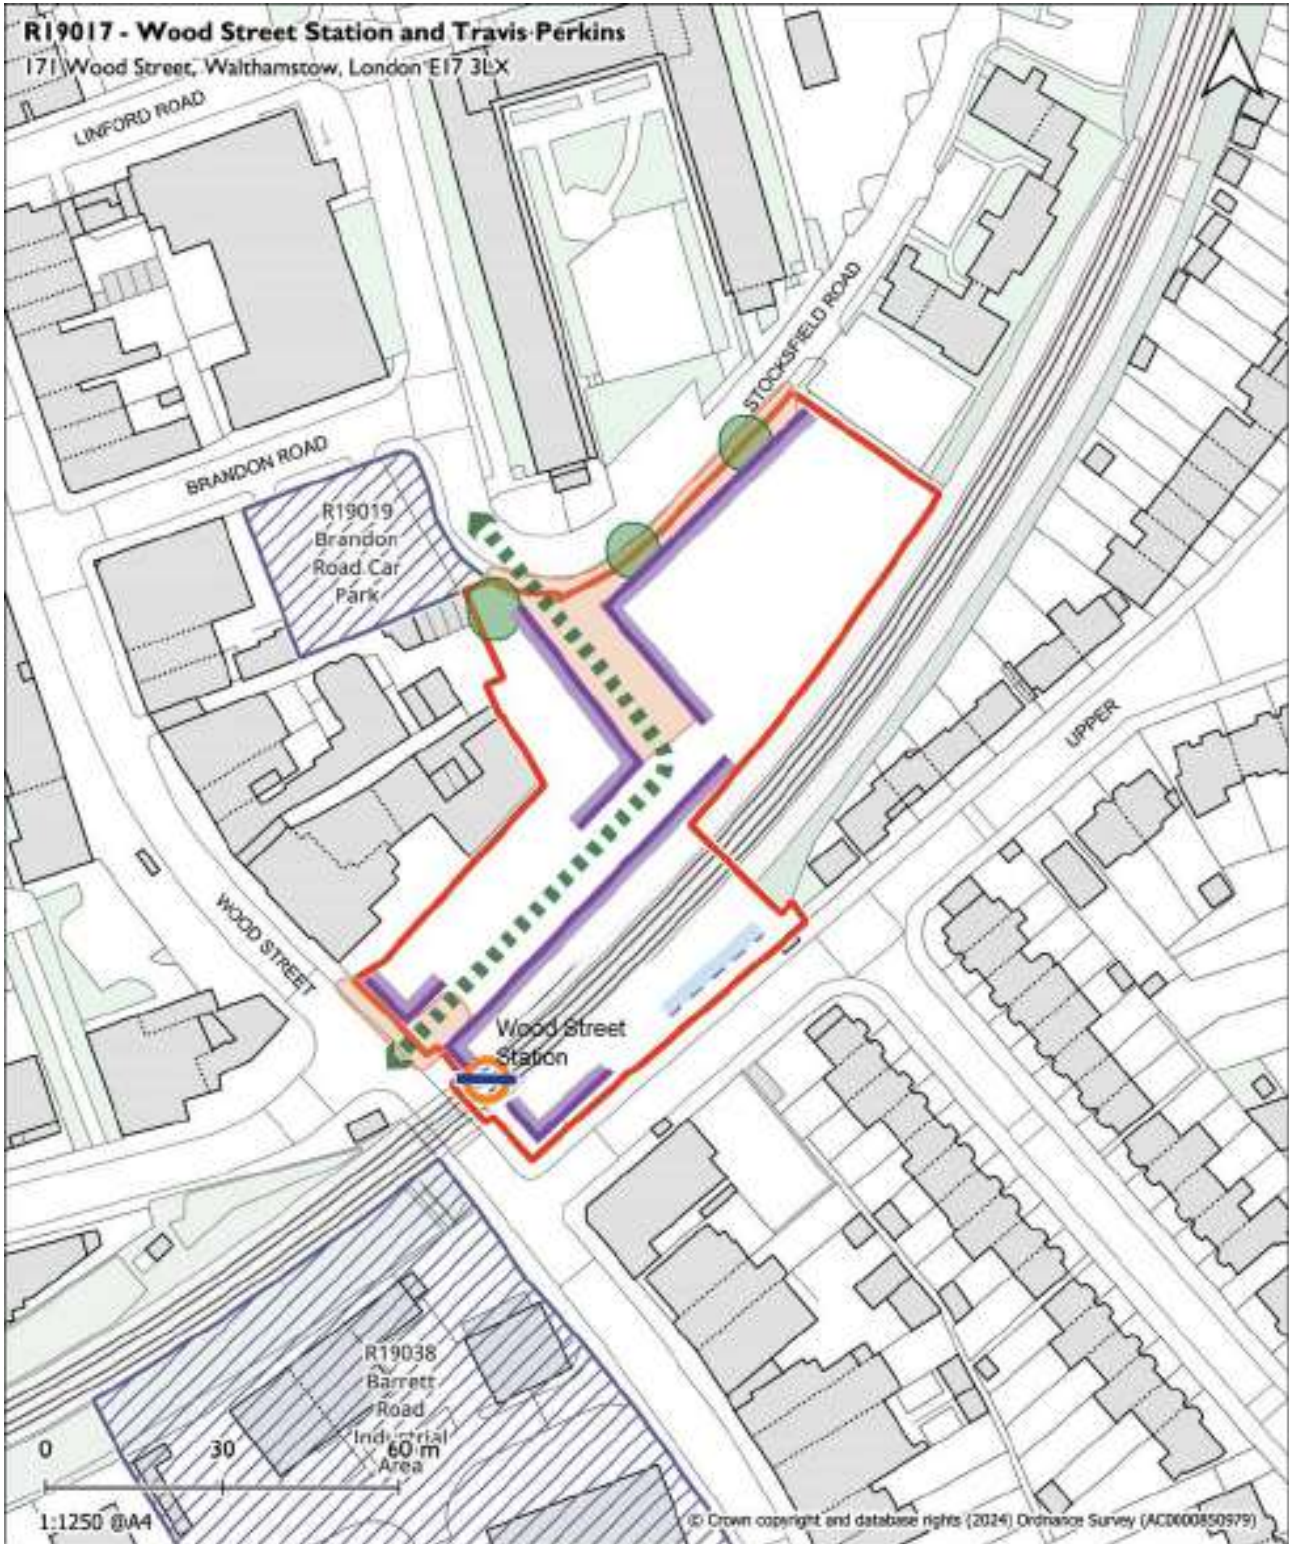 R19017 - Wood Street Station and Travis Perkins
171 Wood Street, Walthamstow, London E17 3LX
LINFORD ROAD
STOCKSFIELD ROAD
BRANDON ROAD
R19019
Brandon
Road Car
Park
UPPER
WOOD STREET
Wood Street
Station
R19038
Barrett
Road
Industrial
Area
0 30 60 m
1:1250 @A4
© Crown copyright and database rights (2024) Ordnance Survey (AC0000850979)